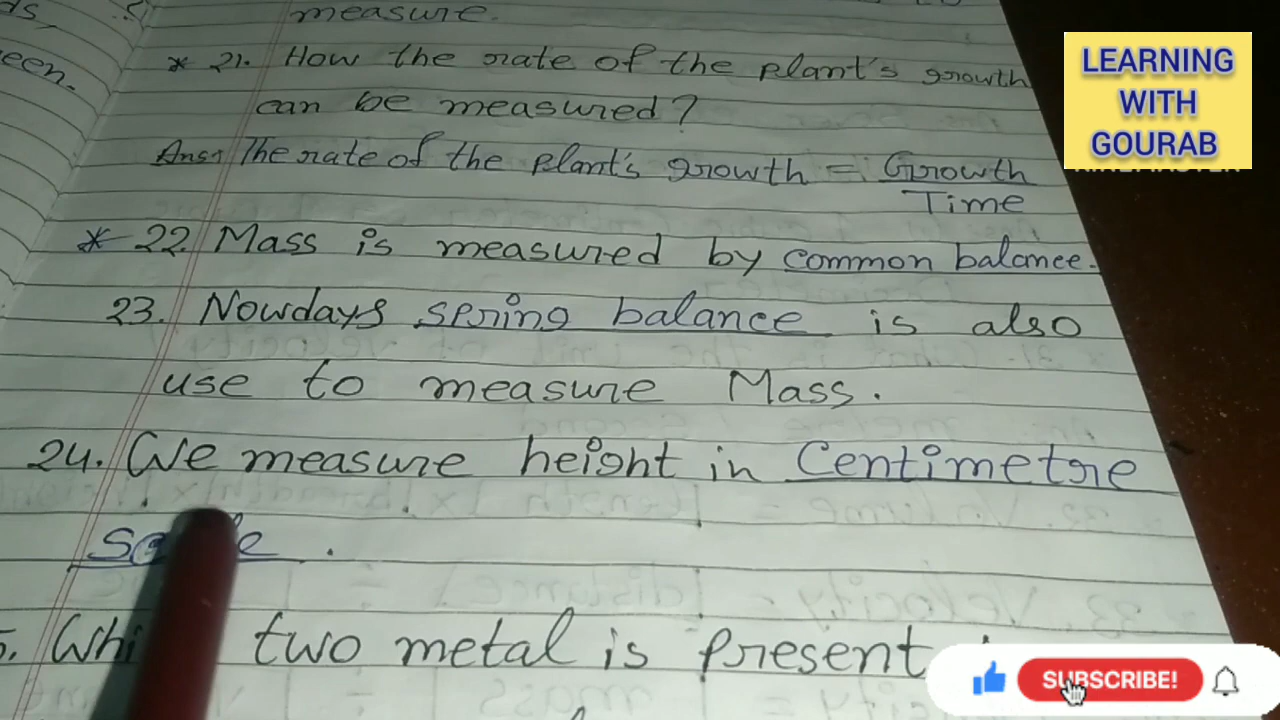 een.
measure.
* 21. How the rate of the plant's growth
can be measured?
Ans→ The rate of the plant's growth = Growth
Time
* 22. Mass is measured by common balance.
23. Nowdays spring balance is also
use to measure Mass.
24. We measure height in Centimetre
two metal is present
LEARNING
WITH
GOURAB
SUBSCRIBE!